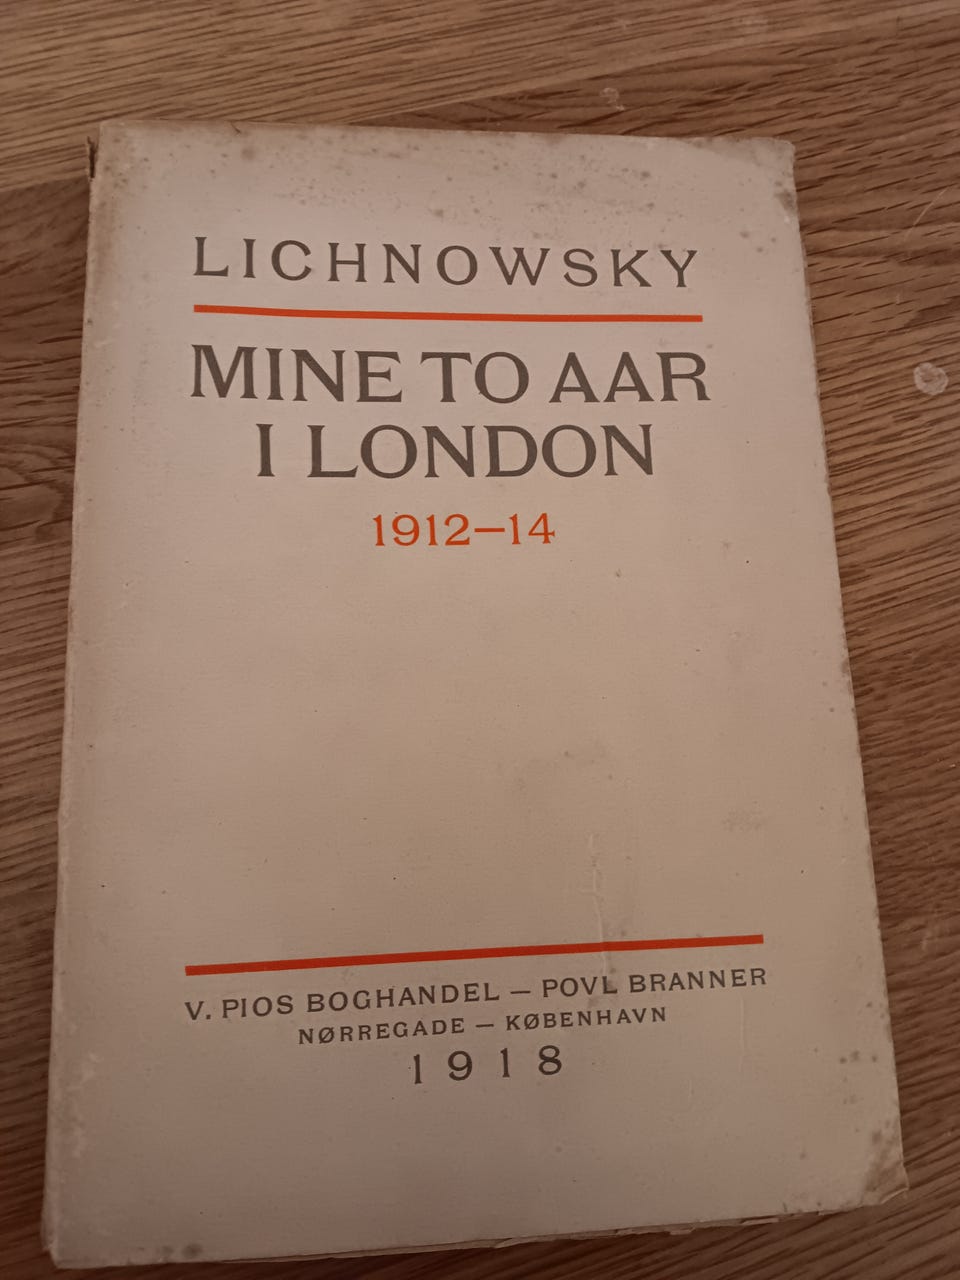 LICHNOWSKY
MINE TO AAR
I LONDON
1912–14
V. PIOS BOGHANDEL – POVL BRANNER
NØRREGADE – KØBENHAVN
1918